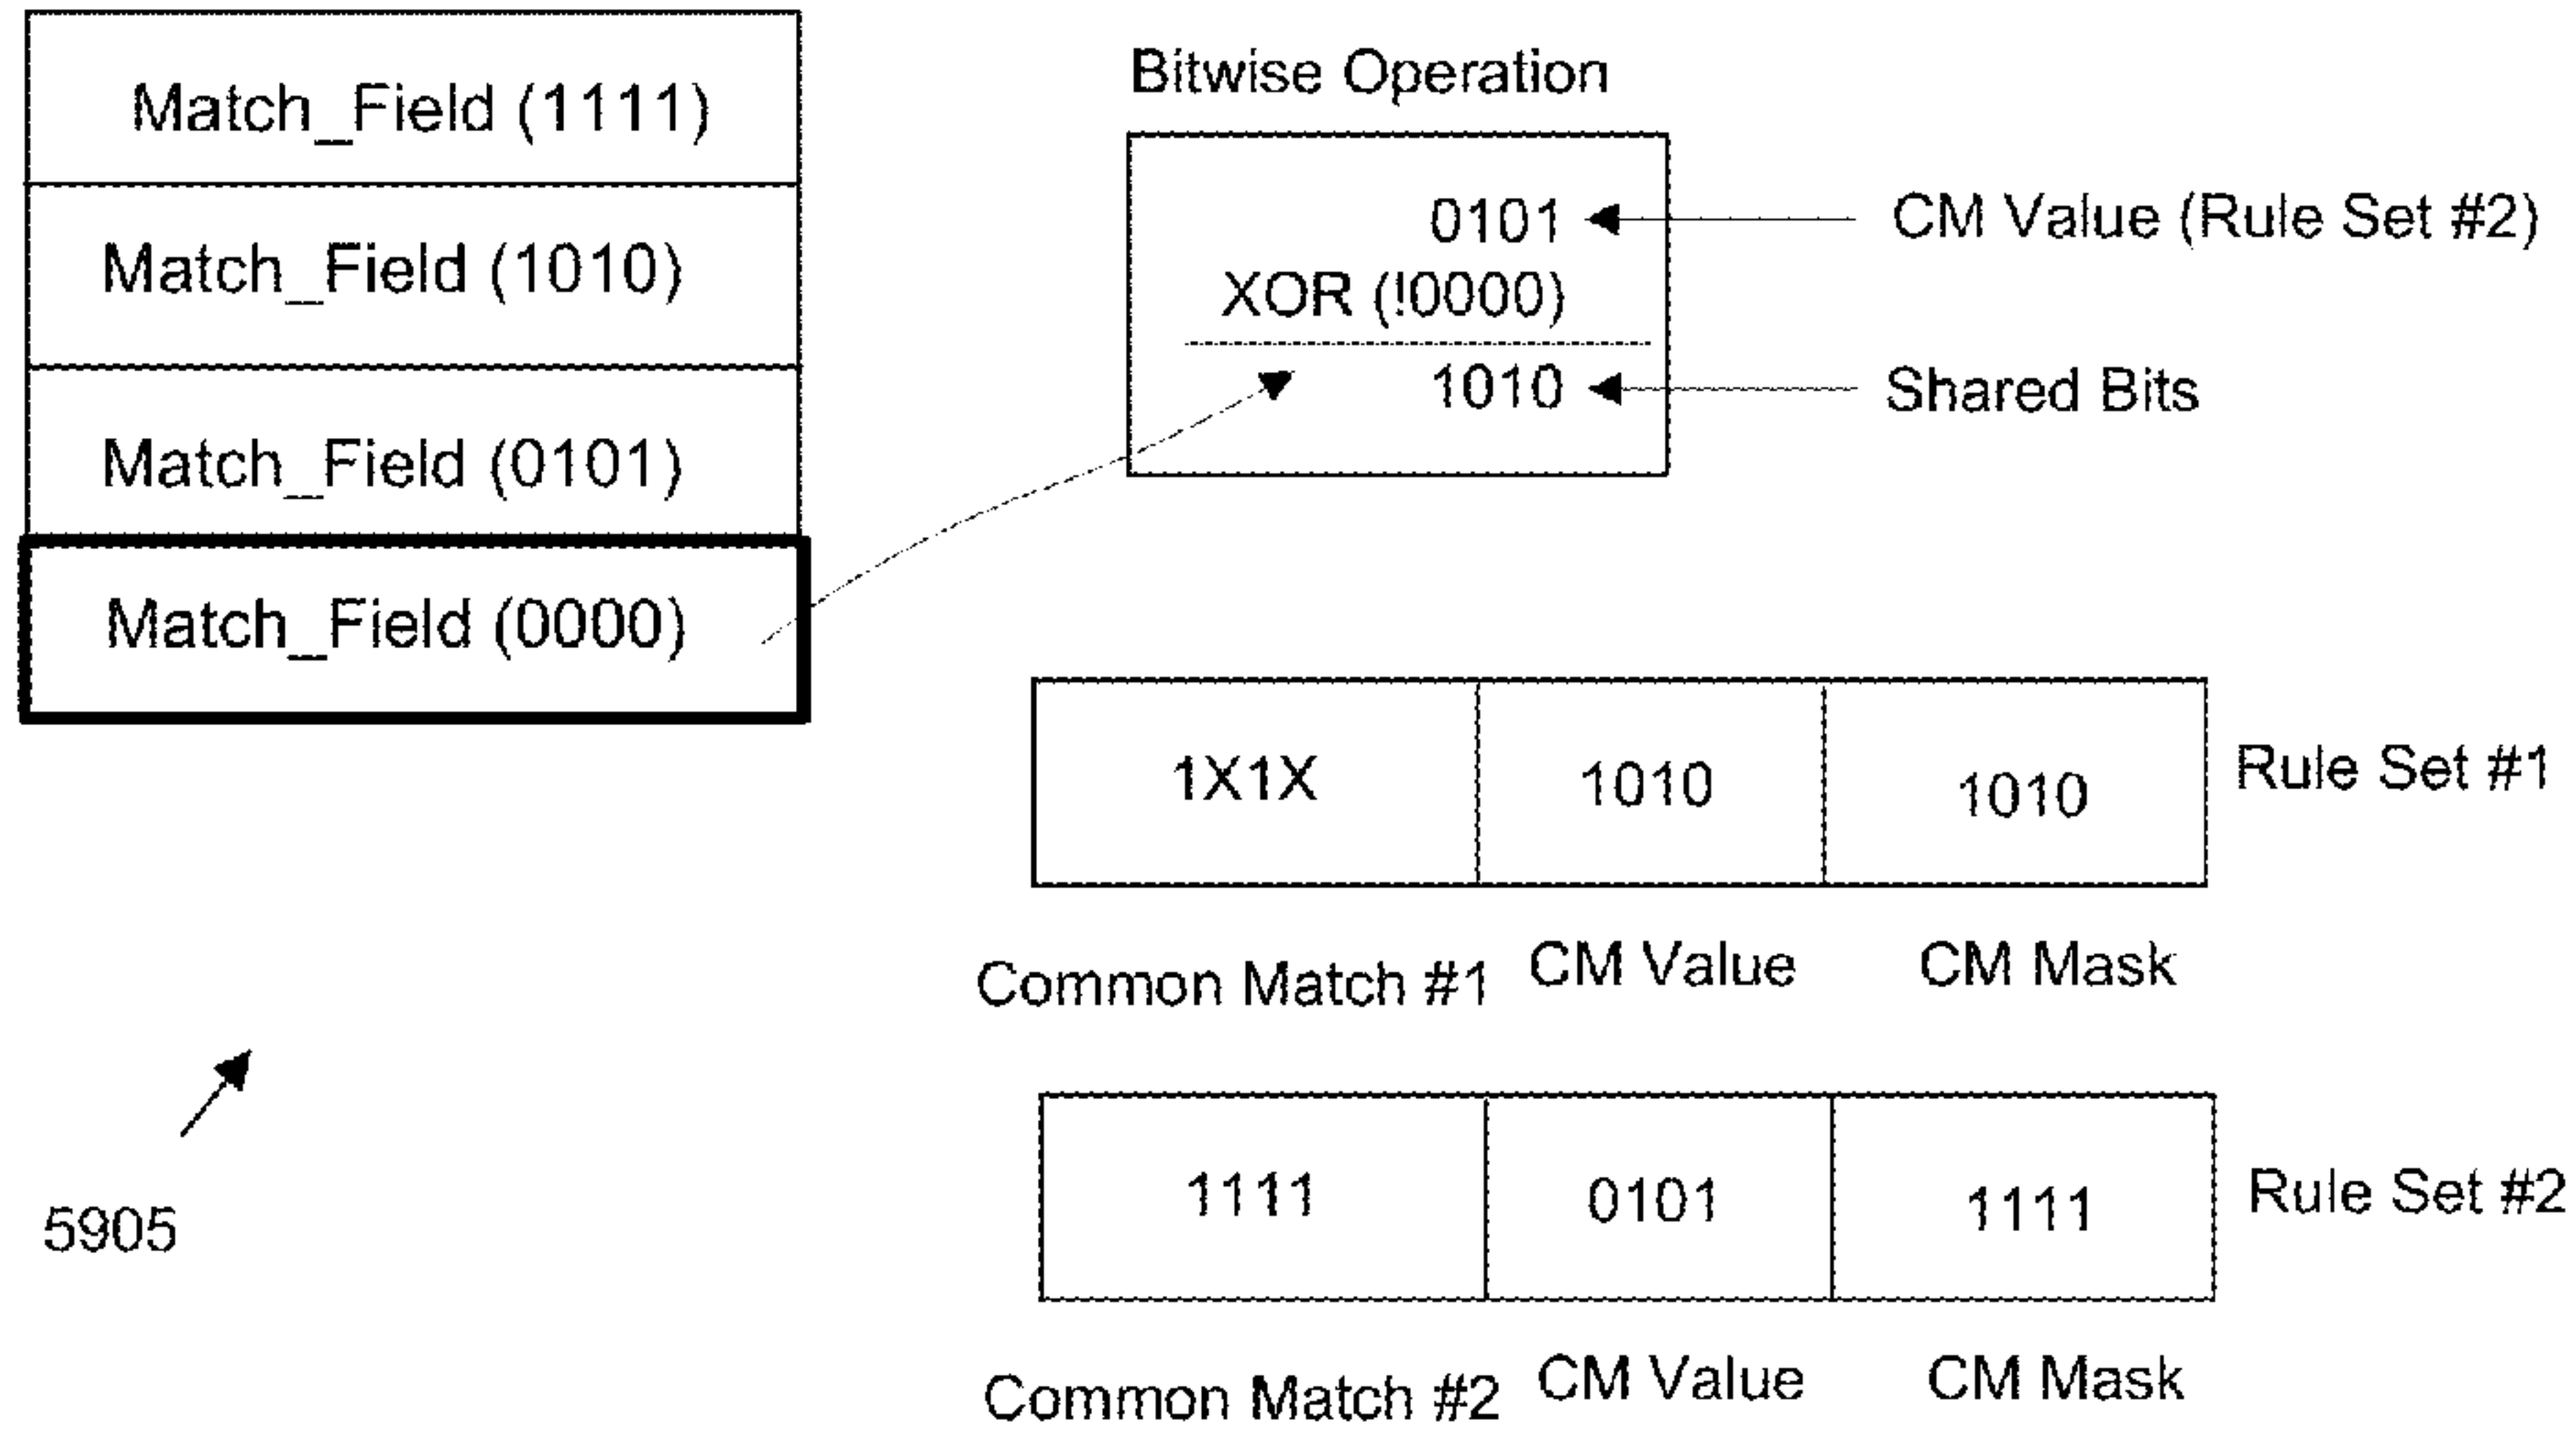 Match_Field (1111)
Match_Field (1010)
Match_Field (0101)
Match_Field (0000)
Bitwise Operation
0101
XOR (!0000)
1010
CM Value (Rule Set #2)
Shared Bits
1X1X
1010
1010
Rule Set #1
Common Match #1
CM Value
CM Mask
1111
0101
1111
Rule Set #2
Common Match #2
CM Value
CM Mask
5905